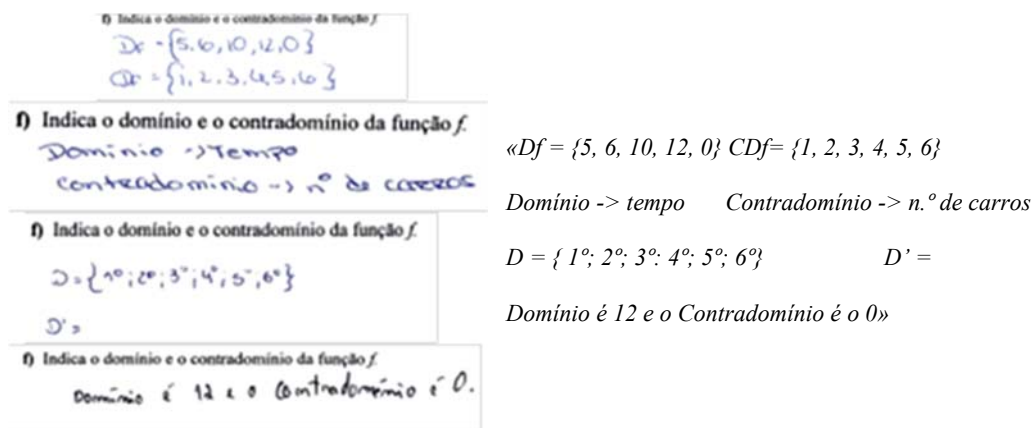 f) Indica o domínio e o contradomínio da função f
Df = {5, 6, 10, 12, 0}
CDf = {1, 2, 3, 4, 5, 6}
f) Indica o domínio e o contradomínio da função f.
Domínio -> Tempo
contradomínio -> nº de carros
f) Indica o domínio e o contradomínio da função f.
D = {1º; 2º; 3º; 4º; 5º; 6º}
D' =
f) Indica o domínio e o contradomínio da função f.
Domínio é 12 e o Contradomínio é 0.
«Df = {5, 6, 10, 12, 0} CDf= {1, 2, 3, 4, 5, 6}
Domínio -> tempo Contradomínio -> n.º de carros
D = { 1º; 2º; 3º: 4º; 5º; 6º} D' =
Domínio é 12 e o Contradomínio é o 0»